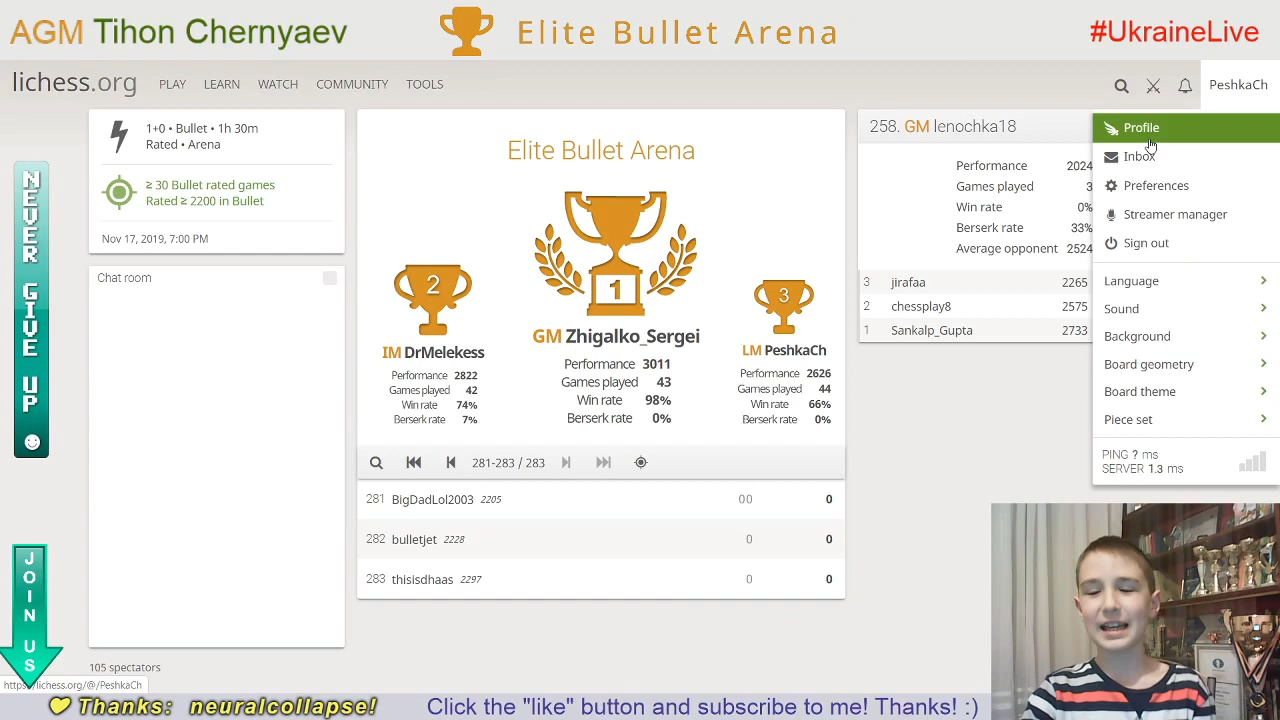 AGM Tihon Chernyaev
Elite Bullet Arena
#UkraineLive
lichess.org PLAY LEARN WATCH COMMUNITY TOOLS PeshkaCh
1+0 • Bullet • 1h 30m
Rated • Arena
≥ 30 Bullet rated games
Rated ≥ 2200 in Bullet
Nov 17, 2019, 7:00 PM
Chat room
105 spectators
https://lichess.org/@/PeshkaCh
NEVER GIVE UP
JOIN US
Elite Bullet Arena
2
IM DrMelekess
Performance 2822
Games played 42
Win rate 74%
Berserk rate 7%
1
GM Zhigalko_Sergei
Performance 3011
Games played 43
Win rate 98%
Berserk rate 0%
3
LM PeshkaCh
Performance 2626
Games played 44
Win rate 66%
Berserk rate 0%
281-283 / 283
281 BigDadLol2003 2205 00 0
282 bulletjet 2228 0 0
283 thisisdhaas 2297 0 0
258. GM lenochka18
Performance 2024
Games played 3
Win rate 0%
Berserk rate 33%
Average opponent 2524
3 jirafaa 2265
2 chessplay8 2575
1 Sankalp_Gupta 2733
Profile
Inbox
Preferences
Streamer manager
Sign out
Language
Sound
Background
Board geometry
Board theme
Piece set
PING ? ms
SERVER 1.3 ms
Thanks: neuralcollapse!
Click the "like" button and subscribe to me! Thanks! :)